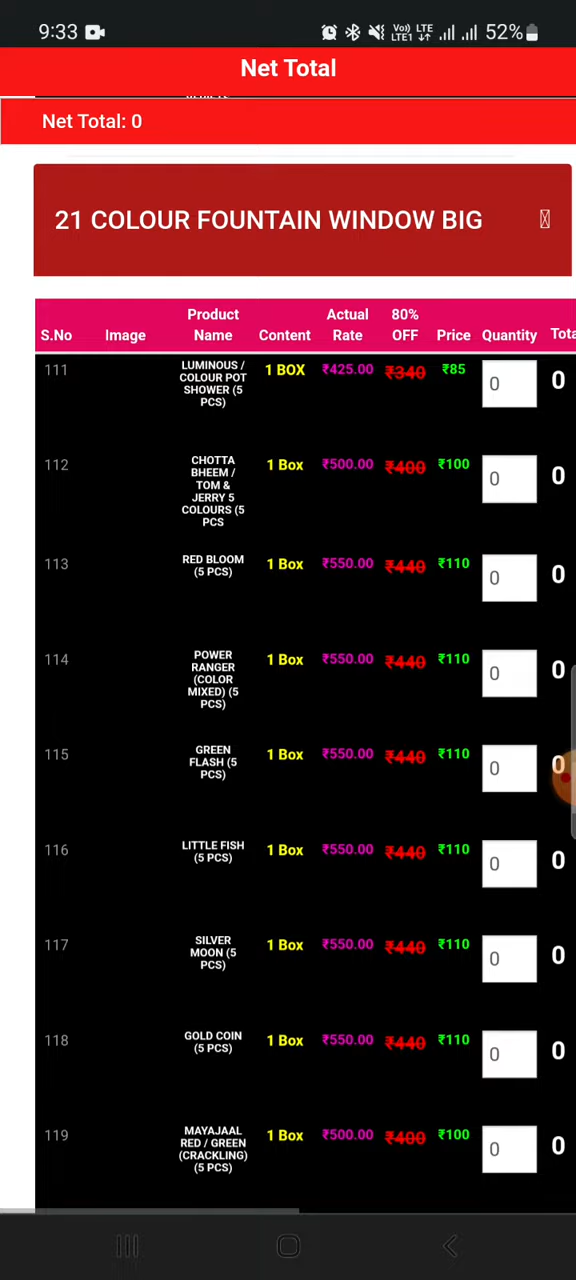 9:33 Vo) LTE LTE1 52%
Net Total
Net Total: 0
21 COLOUR FOUNTAIN WINDOW BIG
S.No Image Product Name Content Actual Rate 80% OFF Price Quantity
111 LUMINOUS / COLOUR POT SHOWER (5 PCS) 1 BOX ₹425.00 ₹340 ₹85 0 0
112 CHOTTA BHEEM / TOM & JERRY 5 COLOURS (5 PCS 1 Box ₹500.00 ₹400 ₹100 0 0
113 RED BLOOM (5 PCS) 1 Box ₹550.00 ₹440 ₹110 0 0
114 POWER RANGER (COLOR MIXED) (5 PCS) 1 Box ₹550.00 ₹440 ₹110 0 0
115 GREEN FLASH (5 PCS) 1 Box ₹550.00 ₹440 ₹110 0 0
116 LITTLE FISH (5 PCS) 1 Box ₹550.00 ₹440 ₹110 0 0
117 SILVER MOON (5 PCS) 1 Box ₹550.00 ₹440 ₹110 0 0
118 GOLD COIN (5 PCS) 1 Box ₹550.00 ₹440 ₹110 0 0
119 MAYAJAAL RED / GREEN (CRACKLING) (5 PCS) 1 Box ₹500.00 ₹400 ₹100 0 0